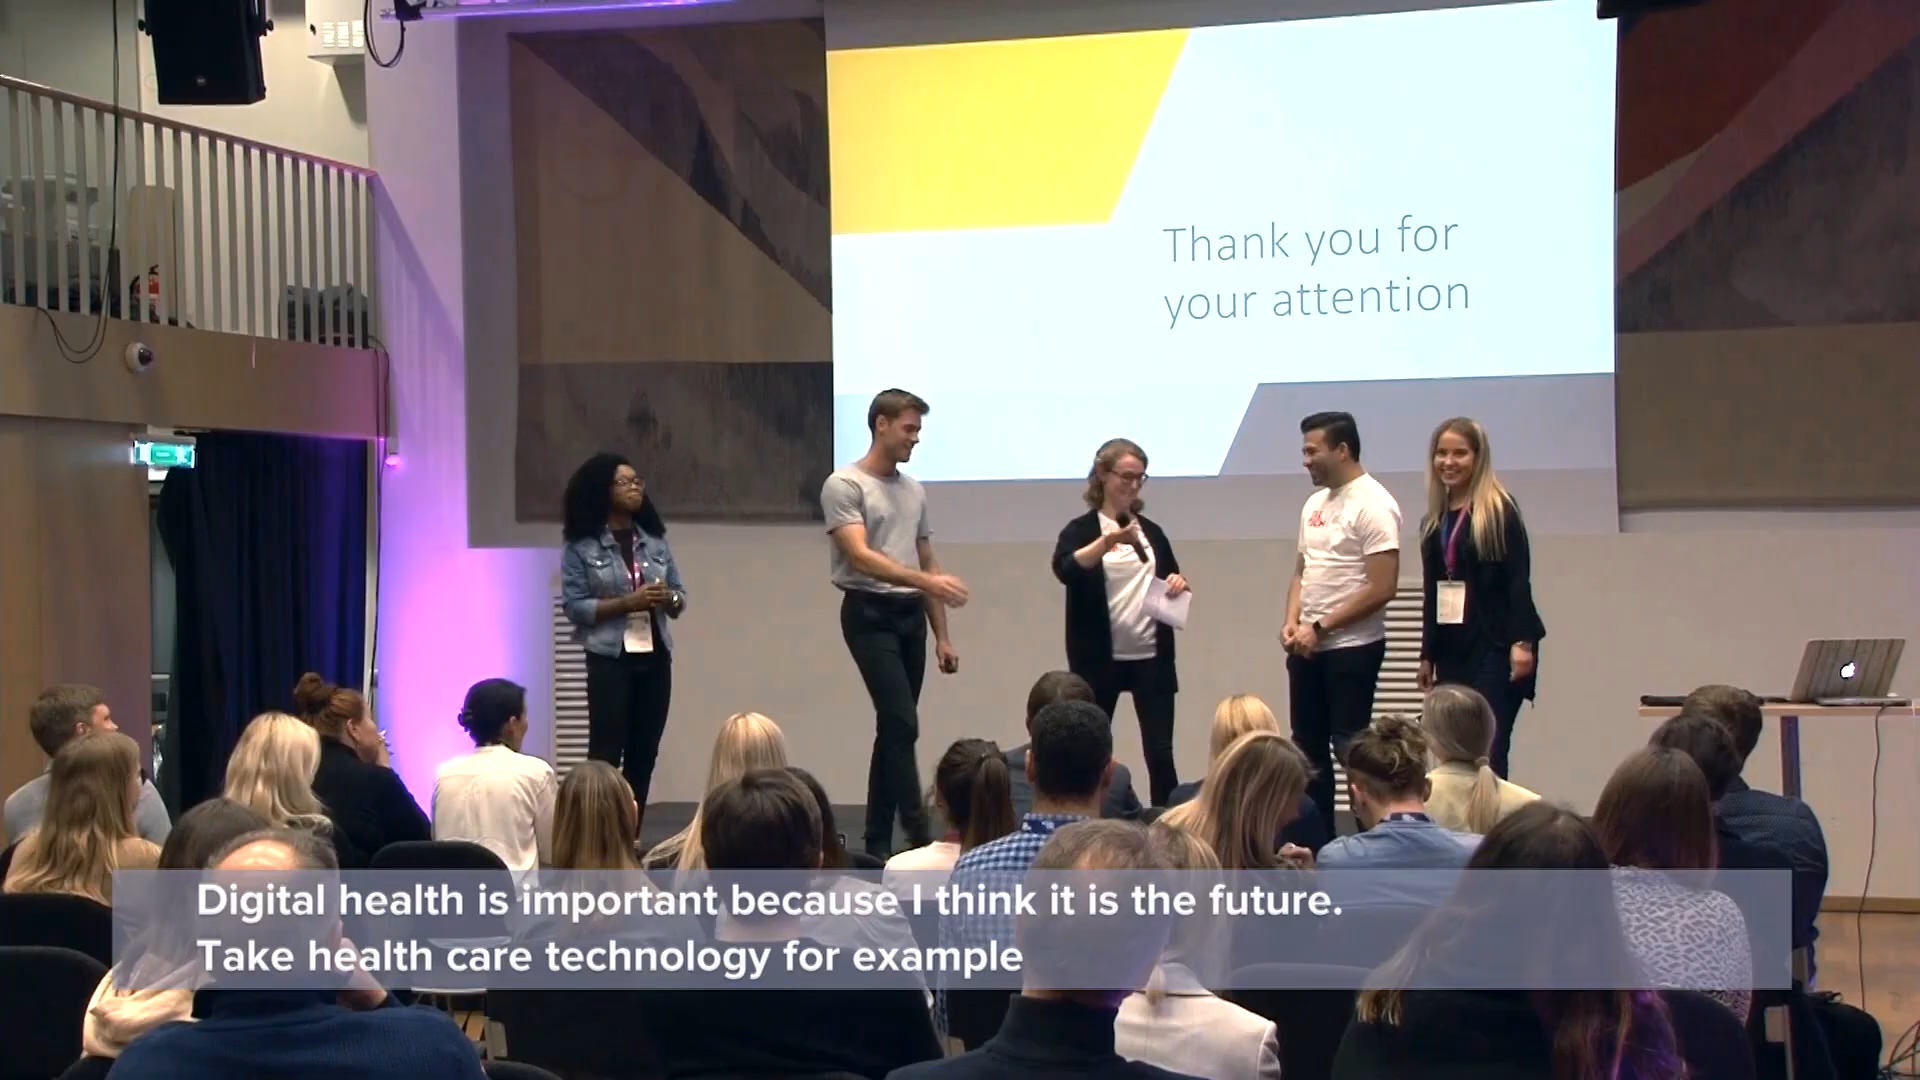 Thank you for
your attention
Digital health is important because I think it is the future.
Take health care technology for example